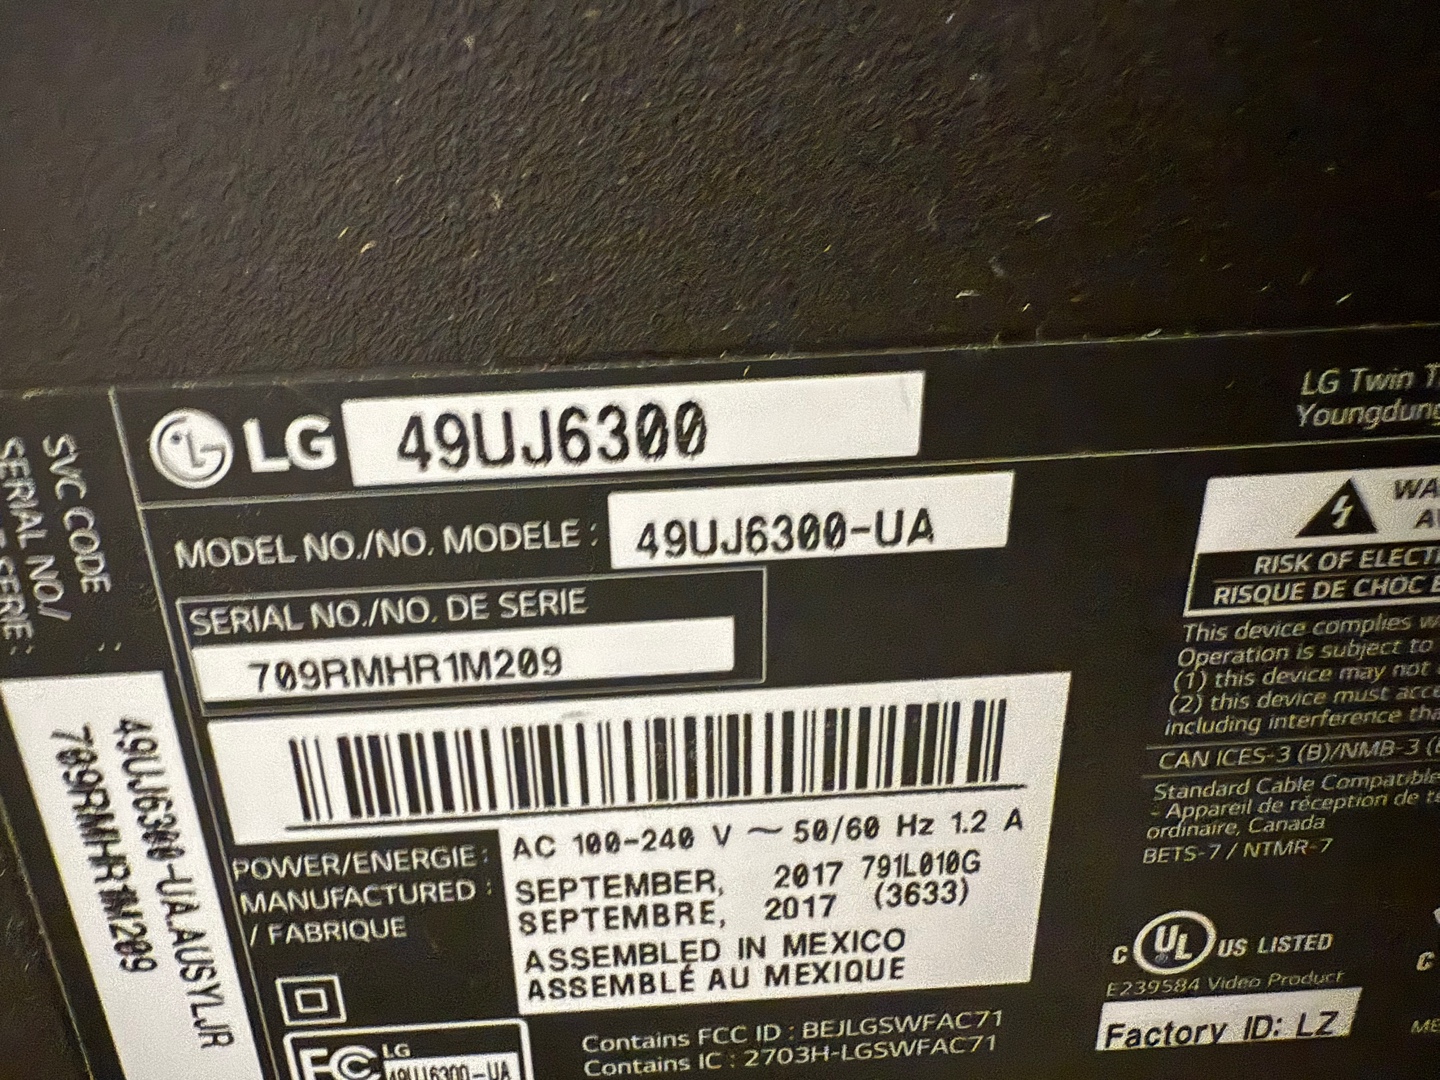 LG 49UJ6300
LG Twin
Youngdung
MODEL NO./NO. MODELE : 49UJ6300-UA
SERIAL NO./NO. DE SERIE
709RMHR1M209
SVC CODE :
SERIAL NO./ :
SERIE :
49UJ6300-UA.AUSYLJR
709RMHR1M209
POWER/ENERGIE : AC 100-240 V ~ 50/60 Hz 1.2 A
MANUFACTURED : SEPTEMBER, 2017 791L010G
/ FABRIQUE SEPTEMBRE, 2017 (3633)
ASSEMBLED IN MEXICO
ASSEMBLÉ AU MEXIQUE
FC LG
49UJ6300-UA
Contains FCC ID : BEJLGSWFAC71
Contains IC : 2703H-LGSWFAC71
RISK OF
RISQUE DE CHOC
This device complies
Operation is subject to
(1) this device may not
(2) this device must
including interference
CAN ICES-3 (B)/NMB-3
Standard Cable
- Appareil de réception de
ordinaire, Canada
BETS-7 / NTMR-7
C UL US LISTED
E239584 Video Product
Factory ID: LZ